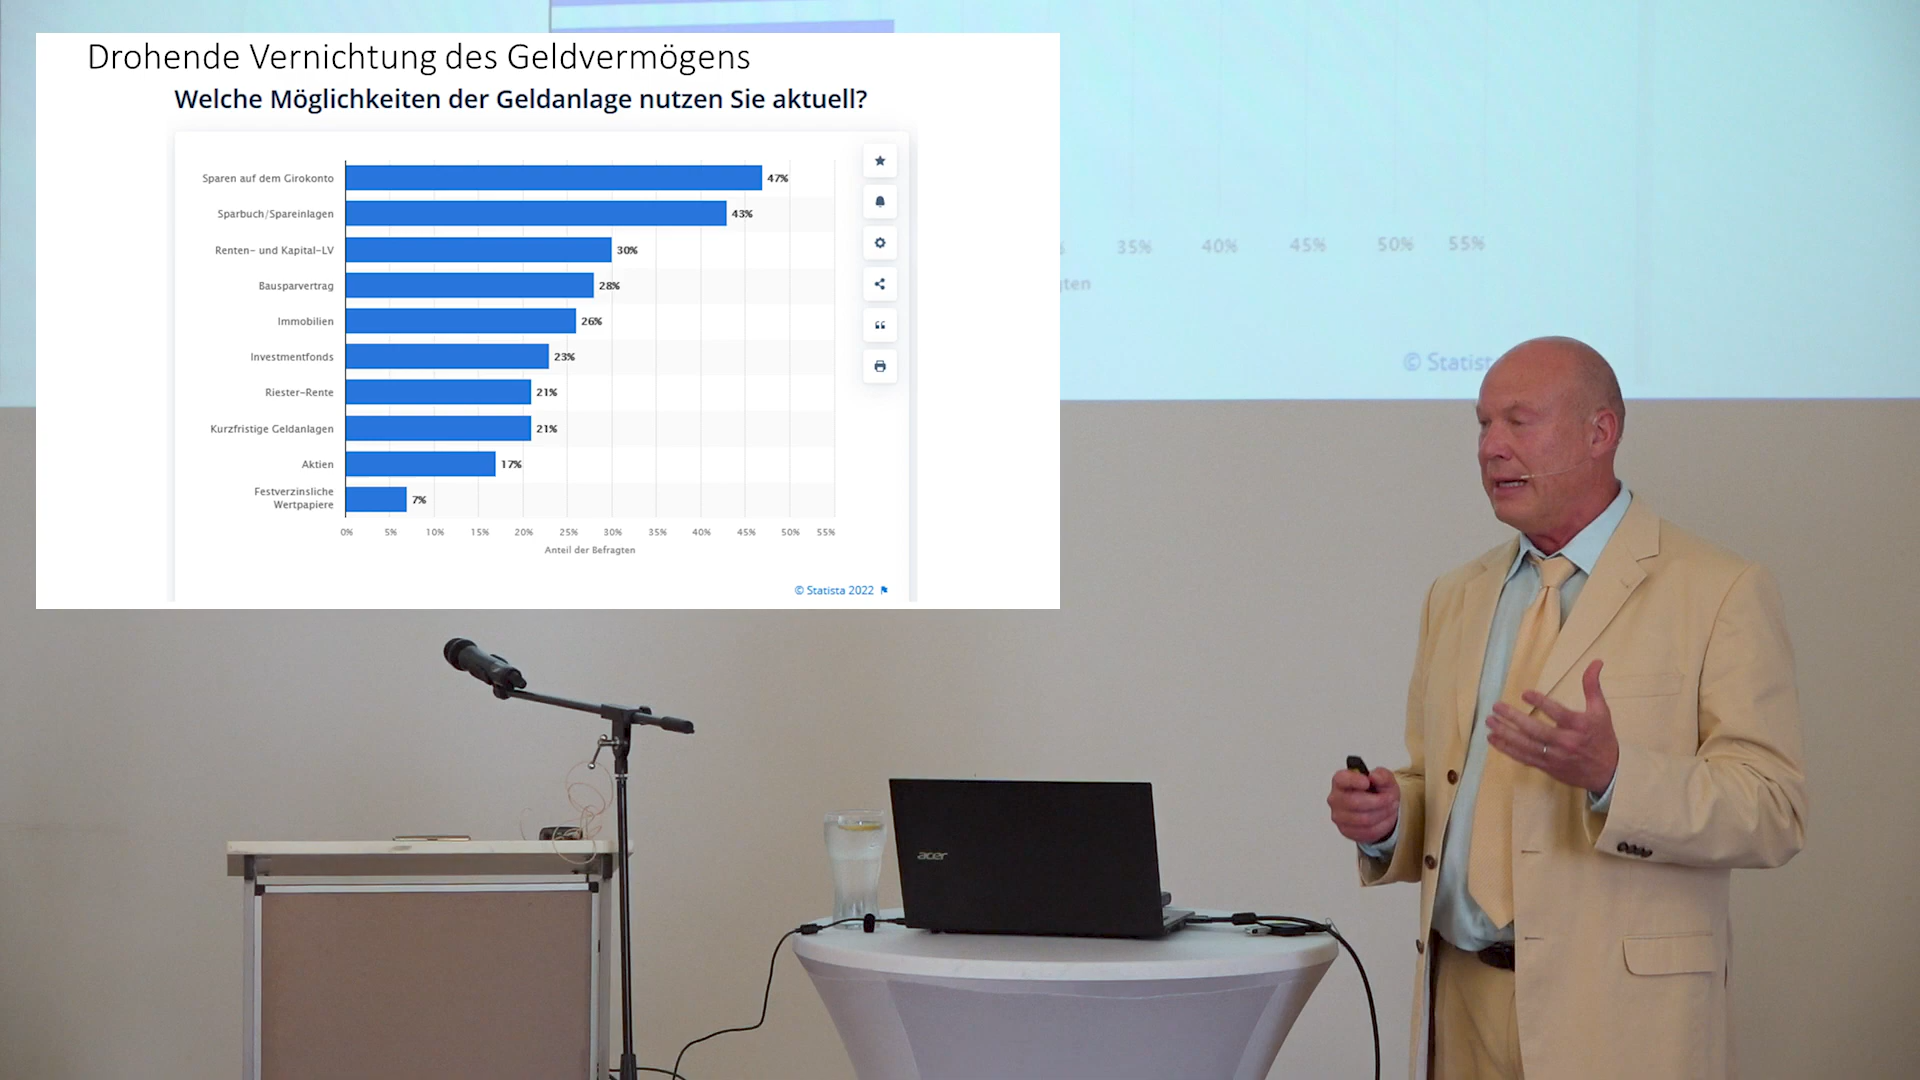 Drohende Vernichtung des Geldvermögens
Welche Möglichkeiten der Geldanlage nutzen Sie aktuell?
Sparen auf dem Girokonto 47%
Sparbuch/Spareinlagen 43%
Renten- und Kapital-LV 30%
Bausparvertrag 28%
Immobilien 26%
Investmentfonds 23%
Riester-Rente 21%
Kurzfristige Geldanlagen 21%
Aktien 17%
Festverzinsliche
Wertpapiere 7%
0% 5% 10% 15% 20% 25% 30% 35% 40% 45% 50% 55%
Anteil der Befragten
© Statista 2022
35% 40% 45% 50% 55%
© Statist
acer